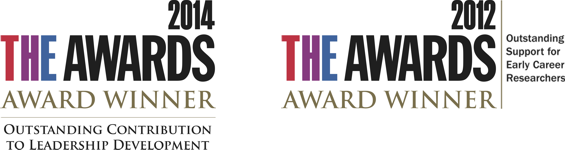 2014
THE AWARDS
AWARD WINNER
OUTSTANDING CONTRIBUTION
TO LEADERSHIP DEVELOPMENT
2012
THE AWARDS
AWARD WINNER
Outstanding
Support for
Early Career
Researchers